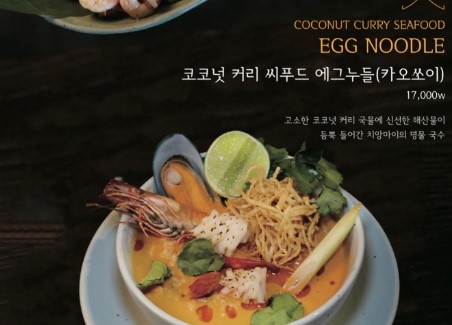 COCONUT CURRY SEAFOOD
EGG NOODLE
코코넛 커리 씨푸드 에그누들(카오쏘이)
17,000w
고소한 코코넛 커리 국물에 신선한 해산물이
듬뿍 들어간 치앙마이의 명물 국수